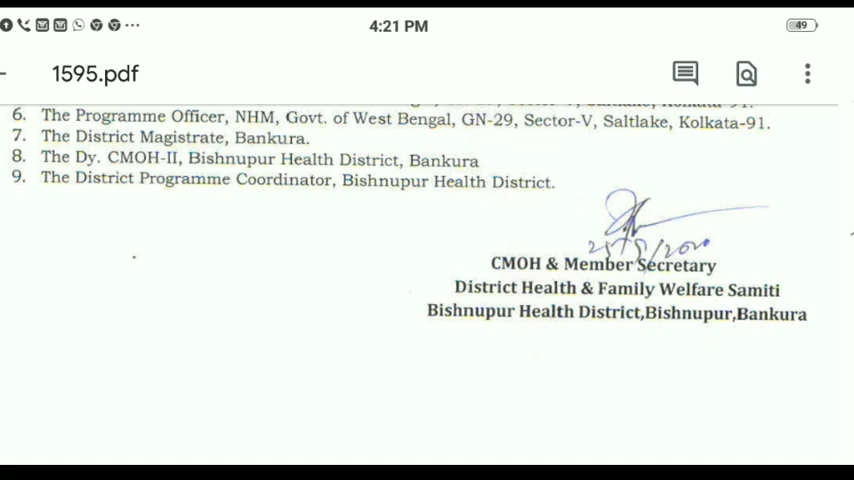 4:21 PM
49
1595.pdf
6. The Programme Officer, NHM, Govt. of West Bengal, GN-29, Sector-V, Saltlake, Kolkata-91.
7. The District Magistrate, Bankura.
8. The Dy. CMOH-II, Bishnupur Health District, Bankura
9. The District Programme Coordinator, Bishnupur Health District.
CMOH & Member Secretary
District Health & Family Welfare Samiti
Bishnupur Health District,Bishnupur,Bankura